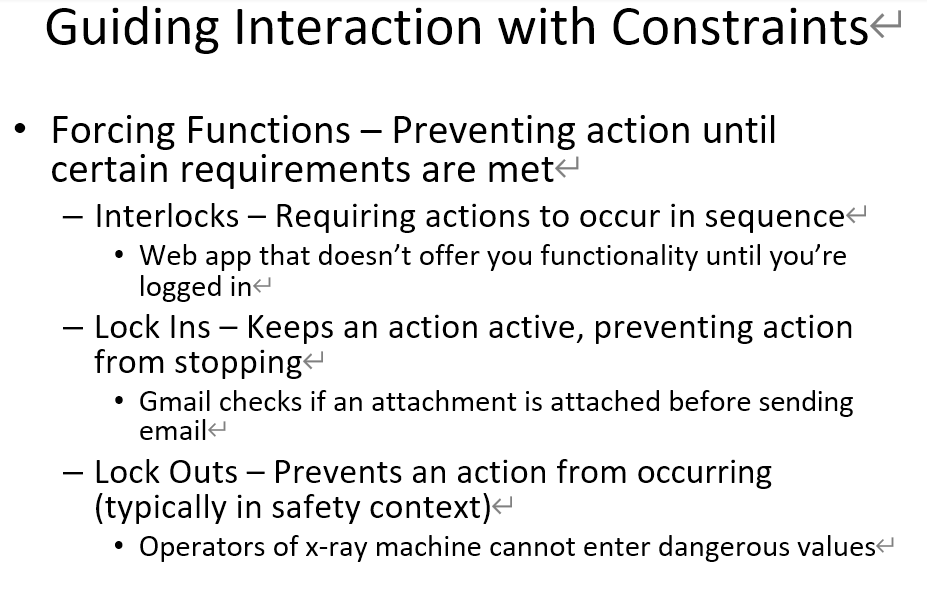 Guiding Interaction with Constraints↵
• Forcing Functions – Preventing action until
certain requirements are met↵
– Interlocks – Requiring actions to occur in sequence↵
• Web app that doesn’t offer you functionality until you’re
logged in↵
– Lock Ins – Keeps an action active, preventing action
from stopping↵
• Gmail checks if an attachment is attached before sending
email↵
– Lock Outs – Prevents an action from occurring
(typically in safety context)↵
• Operators of x-ray machine cannot enter dangerous values↵